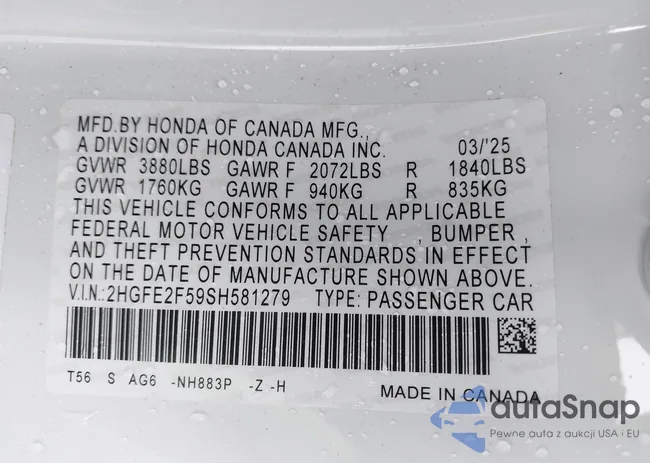 MFD.BY HONDA OF CANADA MFG.,
A DIVISION OF HONDA CANADA INC. 03/'25
GVWR 3880LBS GAWR F 2072LBS R 1840LBS
GVWR 1760KG GAWR F 940KG R 835KG
THIS VEHICLE CONFORMS TO ALL APPLICABLE
FEDERAL MOTOR VEHICLE SAFETY , BUMPER ,
AND THEFT PREVENTION STANDARDS IN EFFECT
ON THE DATE OF MANUFACTURE SHOWN ABOVE.
V.I.N.:2HGFE2F59SH581279 TYPE: PASSENGER CAR
T56 S AG6 -NH883P -Z -H
MADE IN CANADA
autaSnap
Pewne auta z aukcji USA i EU